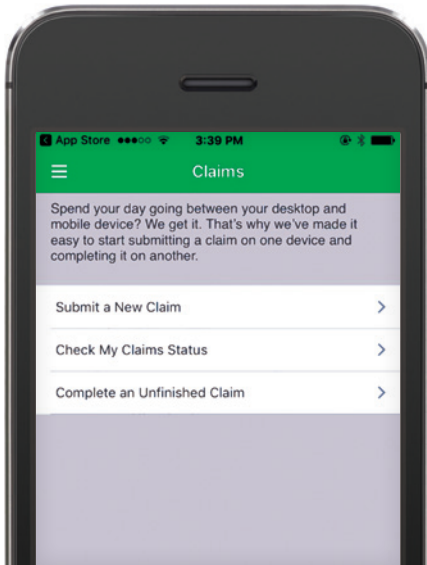 App Store 3:39 PM
Claims
Spend your day going between your desktop and
mobile device? We get it. That's why we've made it
easy to start submitting a claim on one device and
completing it on another.
Submit a New Claim
Check My Claims Status
Complete an Unfinished Claim